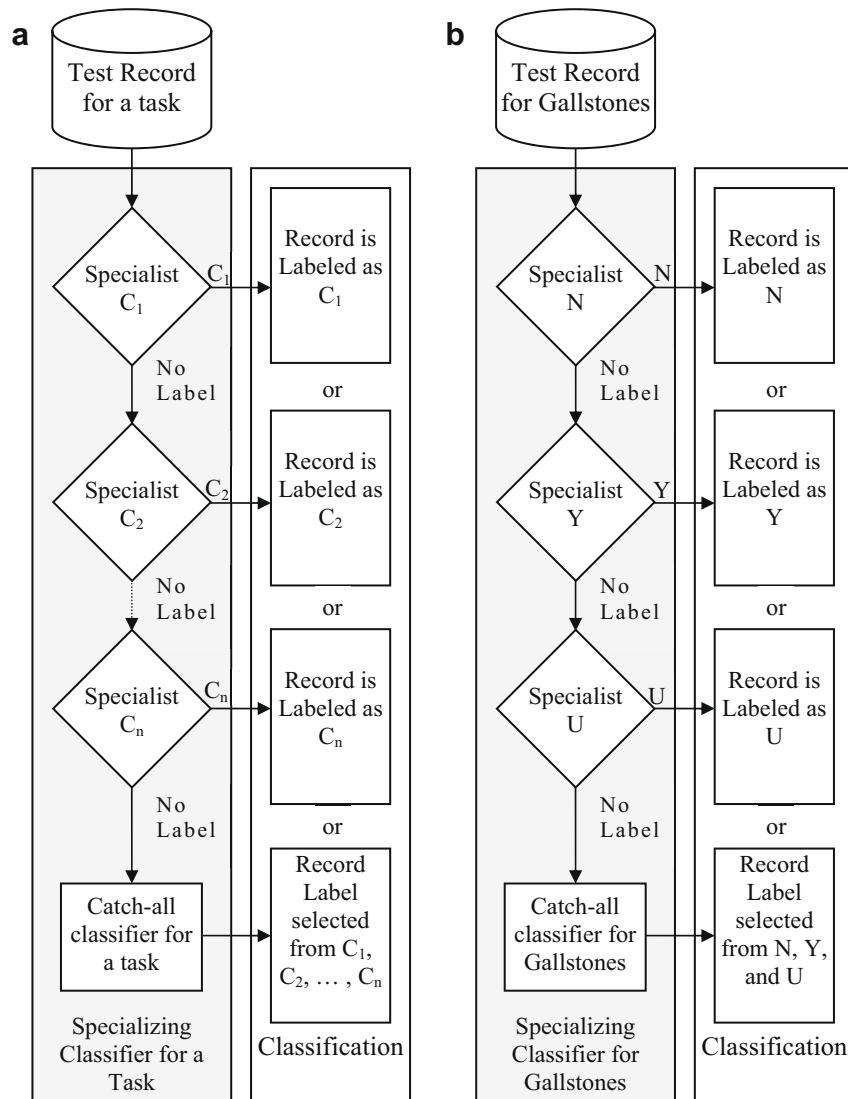 a
Test Record
for a task
Specialist
C₁
C₁
Record is
Labeled as
C₁
No
Label
or
Specialist
C₂
C₂
Record is
Labeled as
C₂
No
Label
or
Specialist
Cₙ
Cₙ
Record is
Labeled as
Cₙ
No
Label
or
Catch-all
classifier for
a task
Record
Label
selected
from C₁,
C₂, … , Cₙ
Specializing
Classifier for a
Task
Classification
b
Test Record
for Gallstones
Specialist
N
N
Record is
Labeled as
N
No
Label
or
Specialist
Y
Y
Record is
Labeled as
Y
No
Label
or
Specialist
U
U
Record is
Labeled as
U
No
Label
or
Catch-all
classifier for
Gallstones
Record
Label
selected
from N, Y,
and U
Specializing
Classifier for
Gallstones
Classification